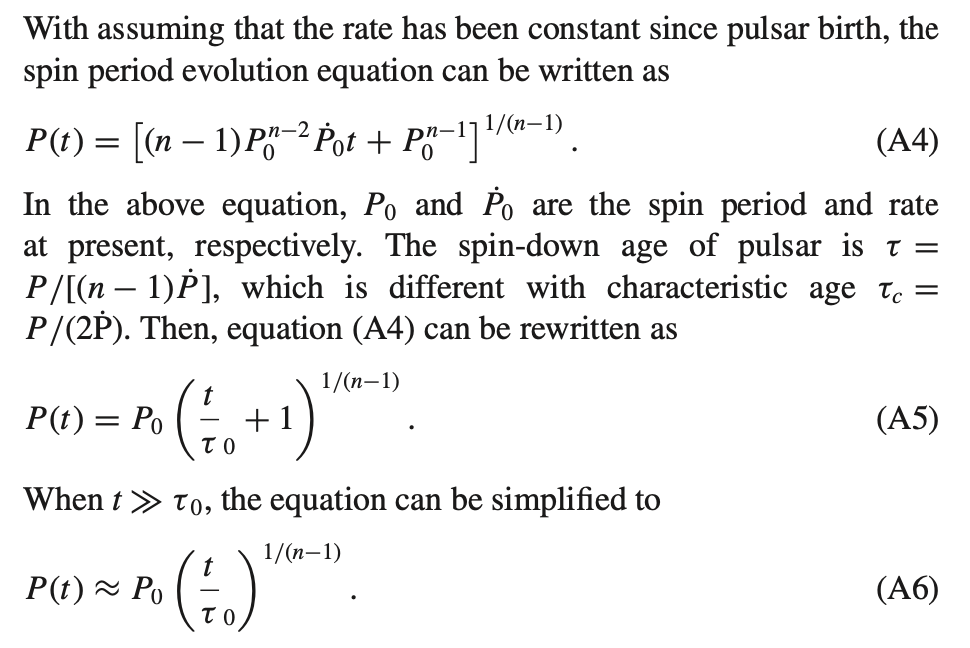 With assuming that the rate has been constant since pulsar birth, the
spin period evolution equation can be written as
P(t) = [(n − 1)P₀ⁿ⁻²Ṗ₀t + P₀ⁿ⁻¹]^{1/(n−1)} . (A4)
In the above equation, P₀ and Ṗ₀ are the spin period and rate
at present, respectively. The spin-down age of pulsar is τ =
P/[(n − 1)Ṗ], which is different with characteristic age τ_c =
P/(2Ṗ). Then, equation (A4) can be rewritten as
P(t) = P₀ (t/τ₀ + 1)^{1/(n−1)} . (A5)
When t ≫ τ₀, the equation can be simplified to
P(t) ≈ P₀ (t/τ₀)^{1/(n−1)} . (A6)